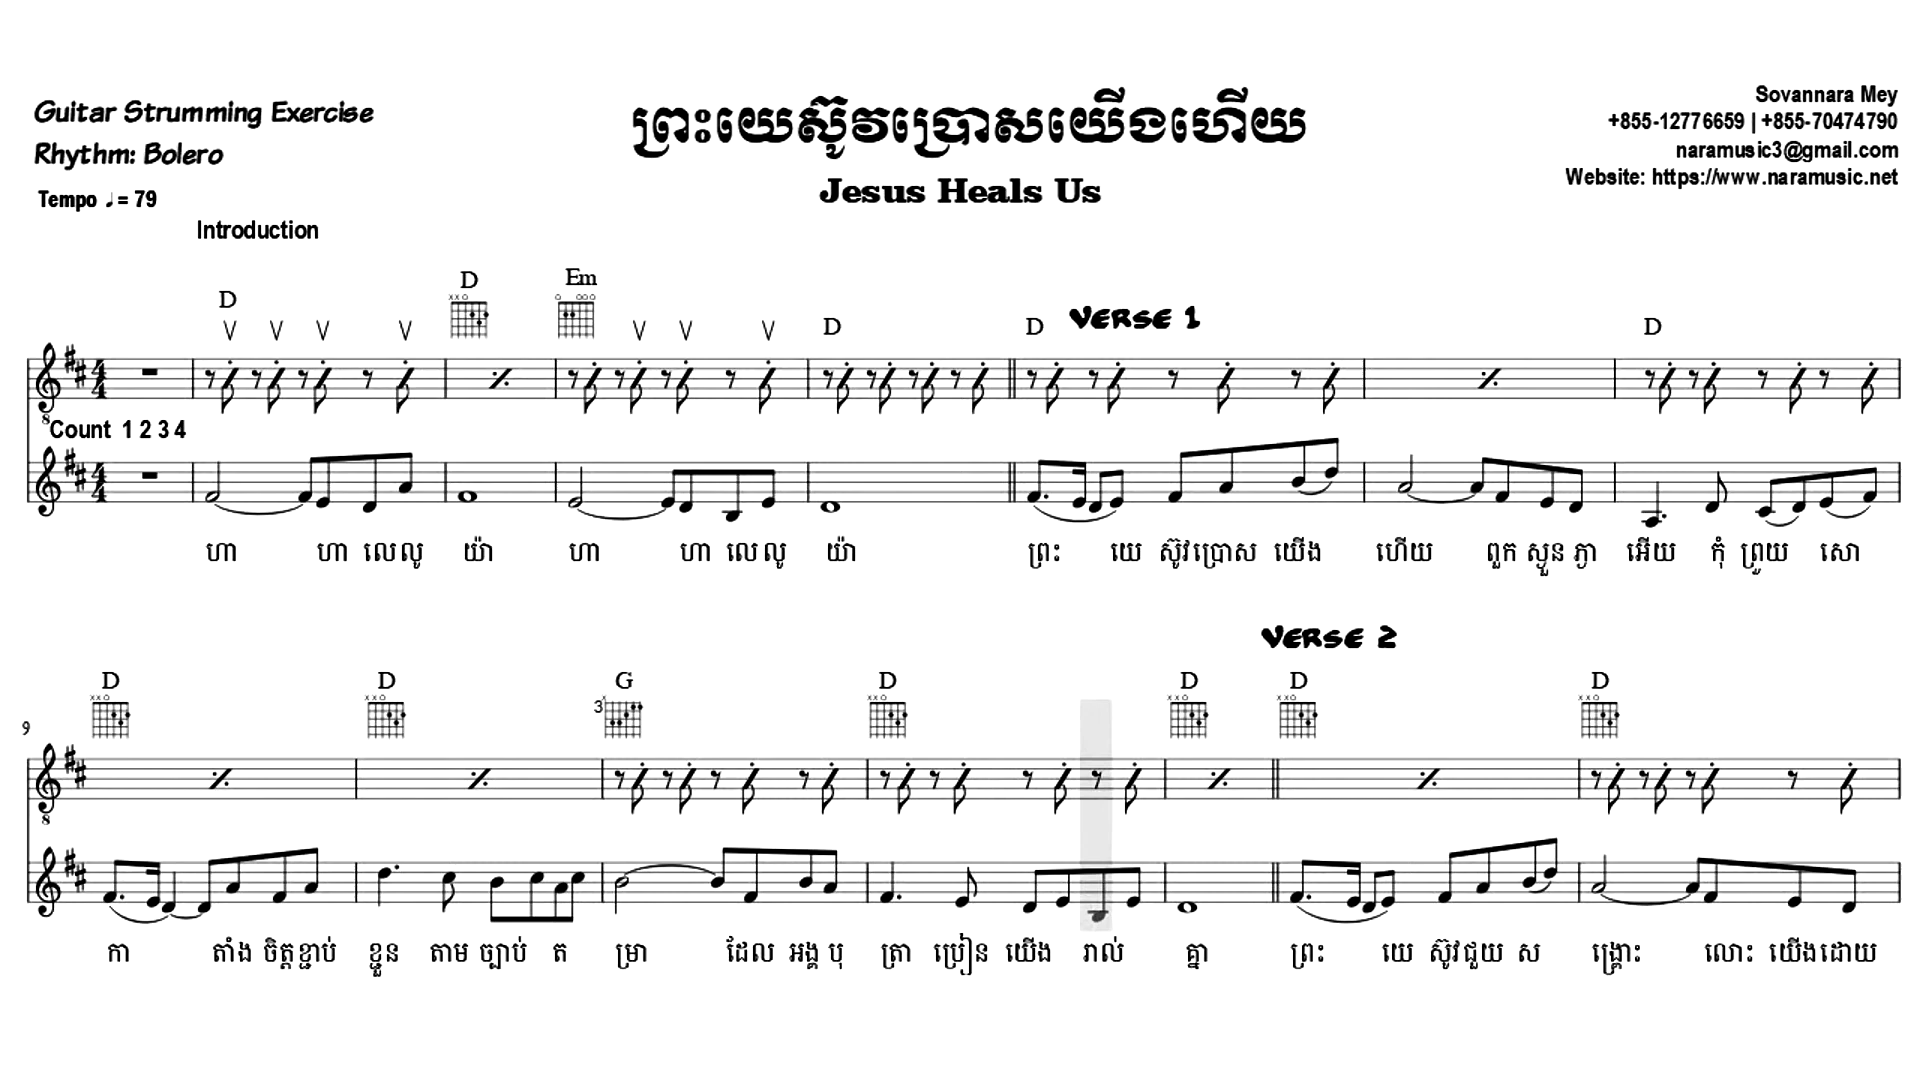 Guitar Strumming Exercise
Rhythm: Bolero
Tempo ♩= 79
ព្រះយេស៊ូវប្រោសយើងហើយ
Jesus Heals Us
Sovannara Mey
+855-12776659 | +855-70474790
naramusic3@gmail.com
Website: https://www.naramusic.net
Introduction
D D Em D D VERSE 1 D
Count 1 2 3 4
ហា ហា លេ លូ យ៉ា ហា ហា លេ លូ យ៉ា ព្រះ យេ ស៊ូវប្រោស យើង ហើយ ពួក ស្ងួន ភ្ងា អើយ កុំ ព្រួយ សោ
VERSE 2
D D G D D D D
9
3
កា តាំង ចិត្តខ្ជាប់ ខ្ជួន តាម ច្បាប់ ត ម្រា ដែល អង្គ បុ ត្រា ប្រៀន យើង រាល់ គ្នា ព្រះ យេ ស៊ូវជួយ ស ង្គ្រោះ លោះ យើងដោយ